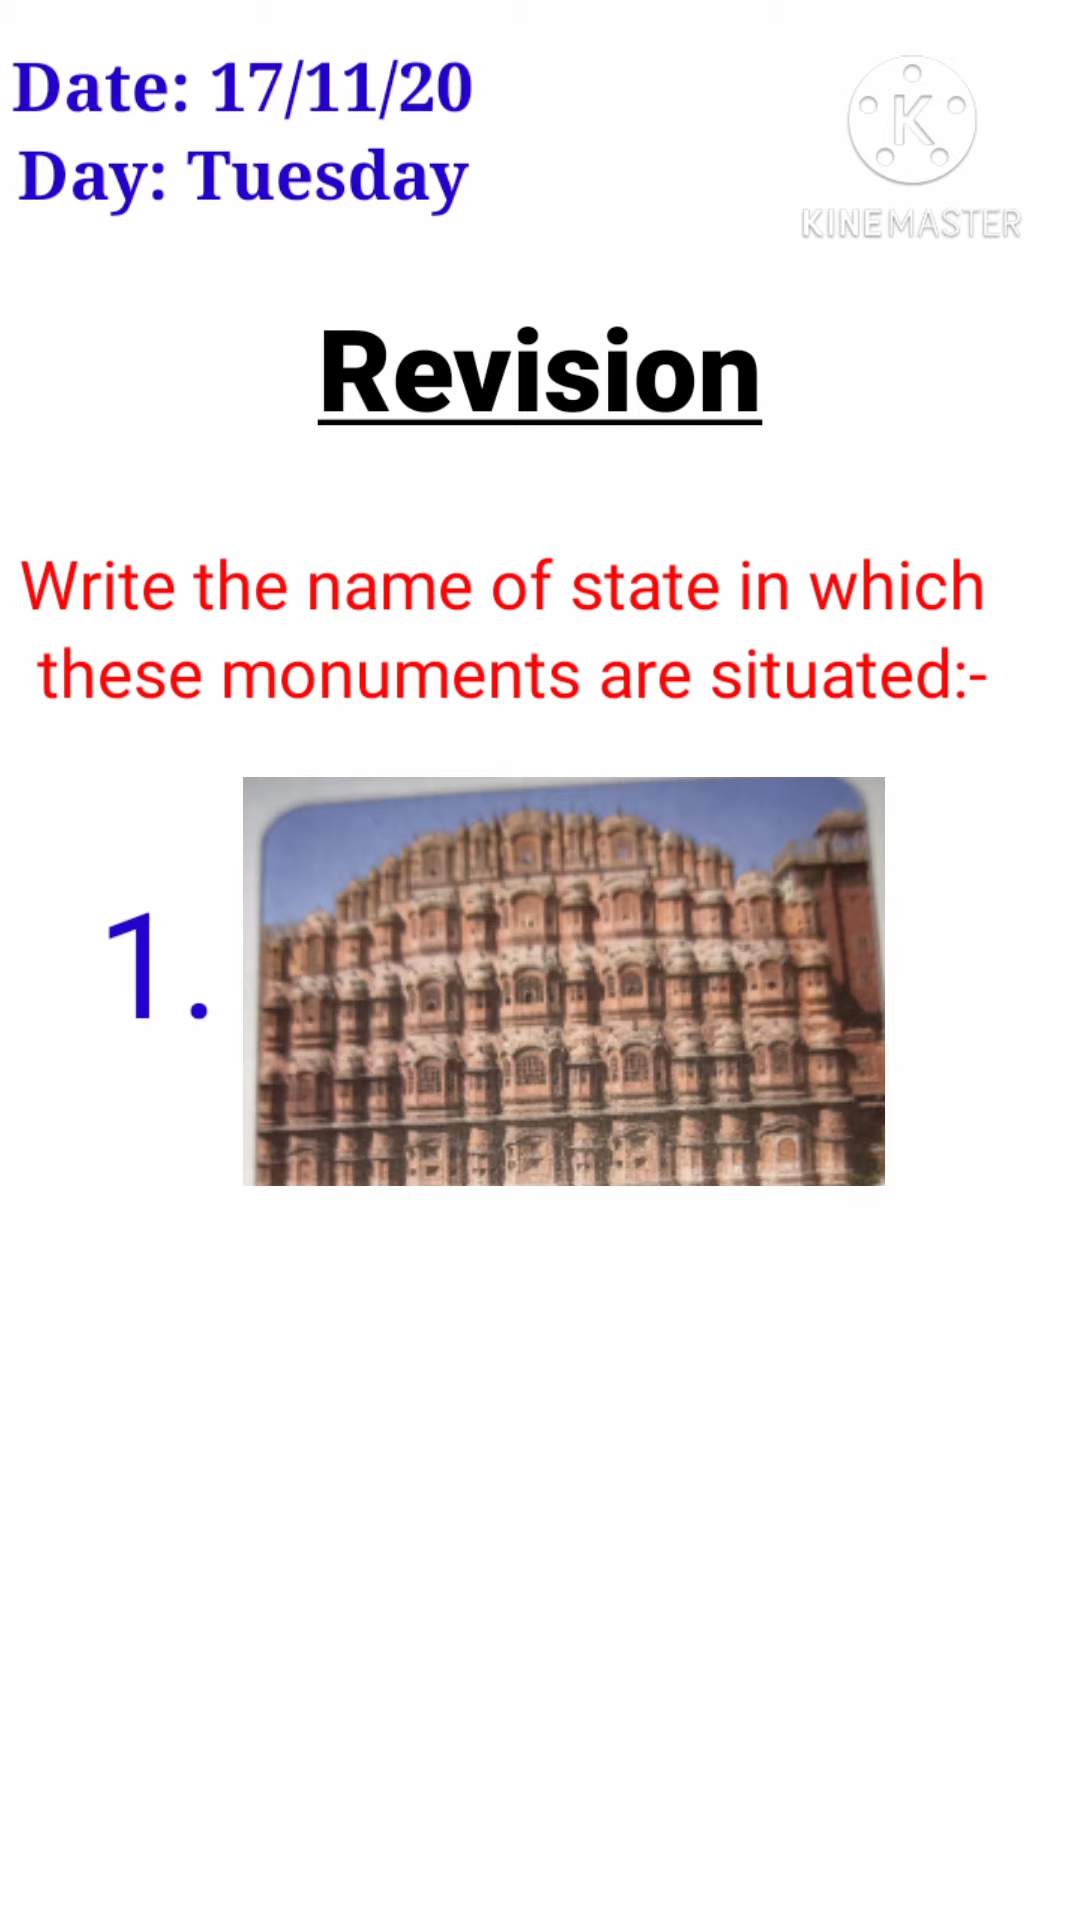 Date: 17/11/20
Day: Tuesday
K
KINEMASTER
Revision
Write the name of state in which
these monuments are situated:-
1.